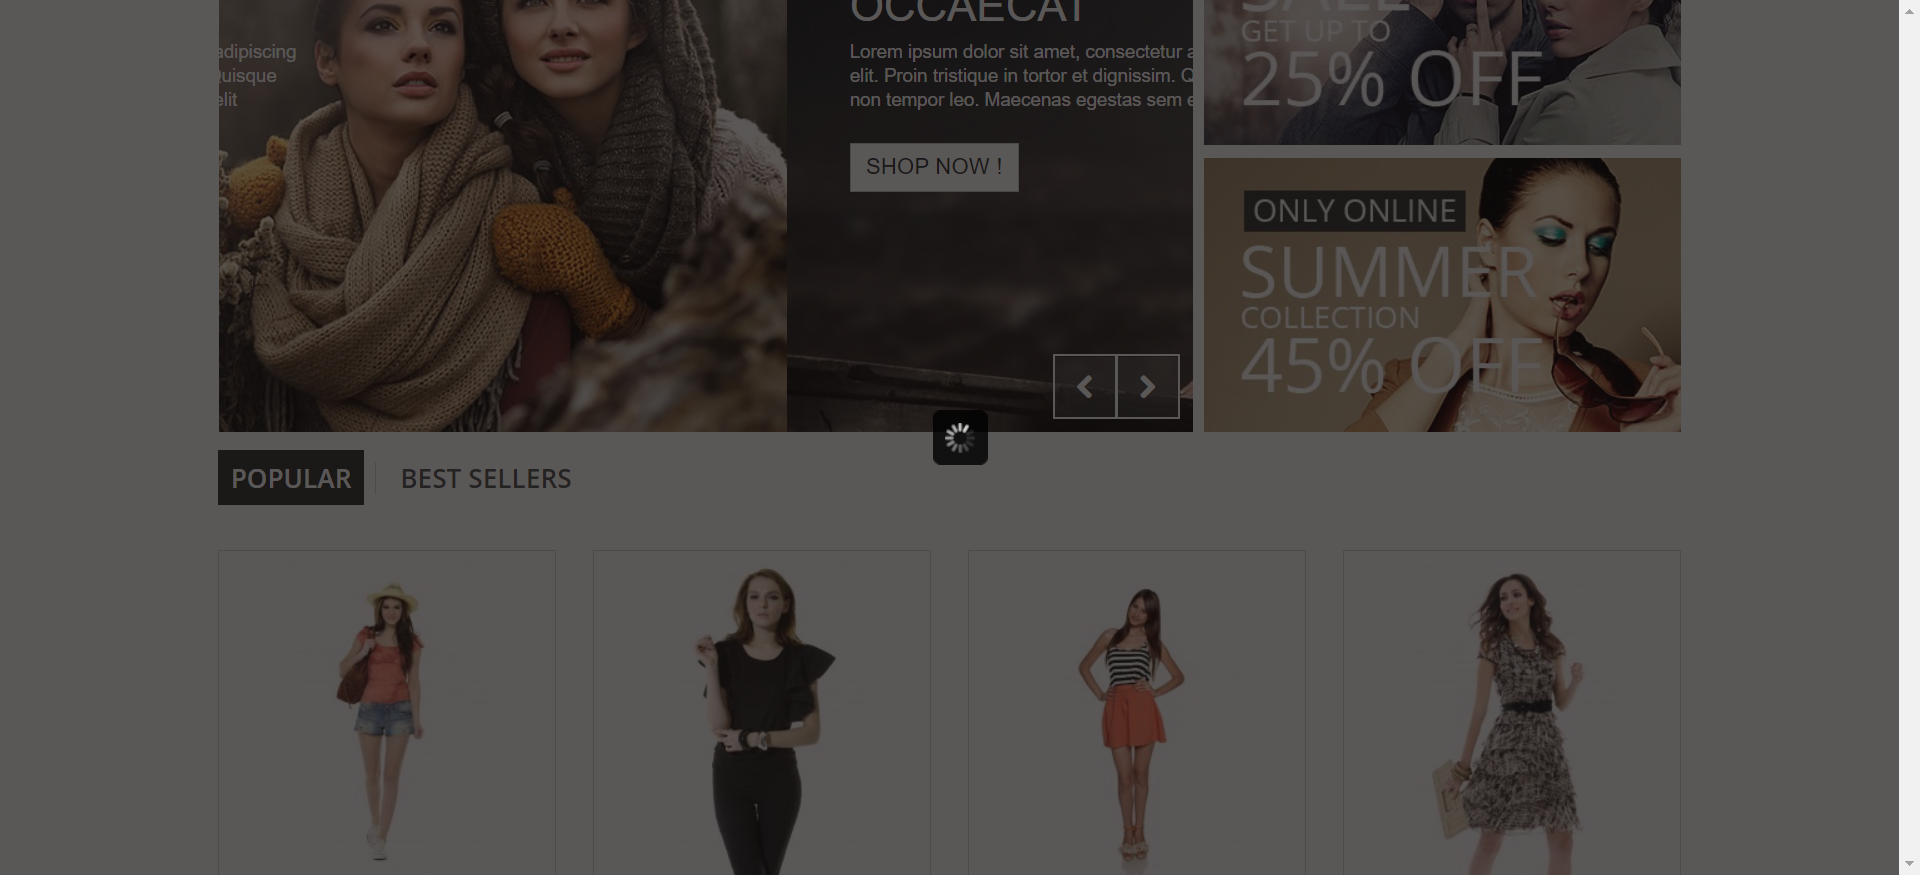 adipiscing
Quisque
elit
OCCAECAT
Lorem ipsum dolor sit amet, consectetur
elit. Proin tristique in tortor et dignissim.
non tempor leo. Maecenas egestas sem
SHOP NOW !
SALE
GET UP TO
25% OFF
ONLY ONLINE
SUMMER
COLLECTION
45% OFF
POPULAR
BEST SELLERS